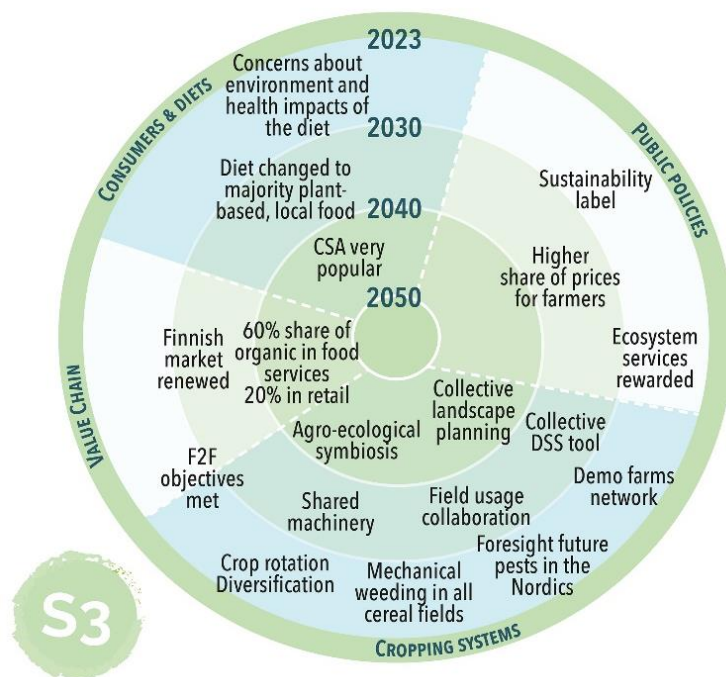 2023
2030
2040
2050
CONSUMERS & DIETS
Concerns about
environment and
health impacts of
the diet
Diet changed to
majority plant-
based, local food
CSA very
popular
PUBLIC POLICIES
Sustainability
label
Higher
share of prices
for farmers
Ecosystem
services
rewarded
VALUE CHAIN
Finnish
market
renewed
60% share of
organic in food
services
20% in retail
F2F
objectives
met
Agro-ecological
symbiosis
Collective
landscape
planning
Collective
DSS tool
Demo farms
network
Shared
machinery
Field usage
collaboration
Foresight future
pests in the
Nordics
Crop rotation
Diversification
Mechanical
weeding in all
cereal fields
CROPPING SYSTEMS
S3